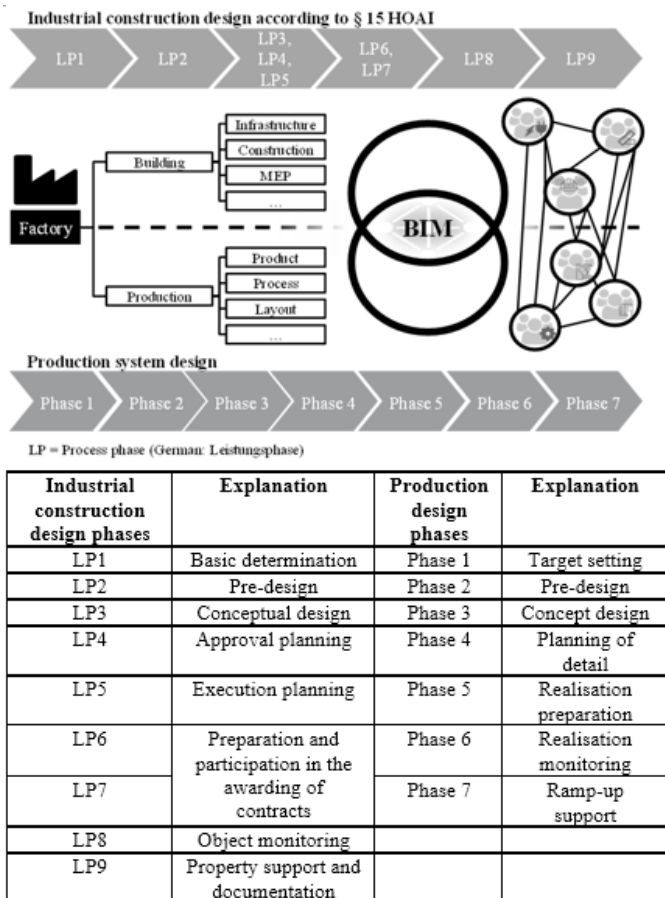 Industrial construction design according to § 15 HOAI
LP1
LP2
LP3,
LP4,
LP5
LP6,
LP7
LP8
LP9
Infrastructure
Building
Construction
MEP
...
Factory
BIM
Product
Production
Process
Layout
...
Production system design
Phase 1
Phase 2
Phase 3
Phase 4
Phase 5
Phase 6
Phase 7
LP = Process phase (German: Leistungsphase)
Industrial construction design phases | Explanation | Production design phases | Explanation
LP1 | Basic determination | Phase 1 | Target setting
LP2 | Pre-design | Phase 2 | Pre-design
LP3 | Conceptual design | Phase 3 | Concept design
LP4 | Approval planning | Phase 4 | Planning of detail
LP5 | Execution planning | Phase 5 | Realisation preparation
LP6 | Preparation and participation in the awarding of contracts | Phase 6 | Realisation monitoring
LP7 | Phase 7 | Ramp-up support
LP8 | Object monitoring
LP9 | Property support and documentation